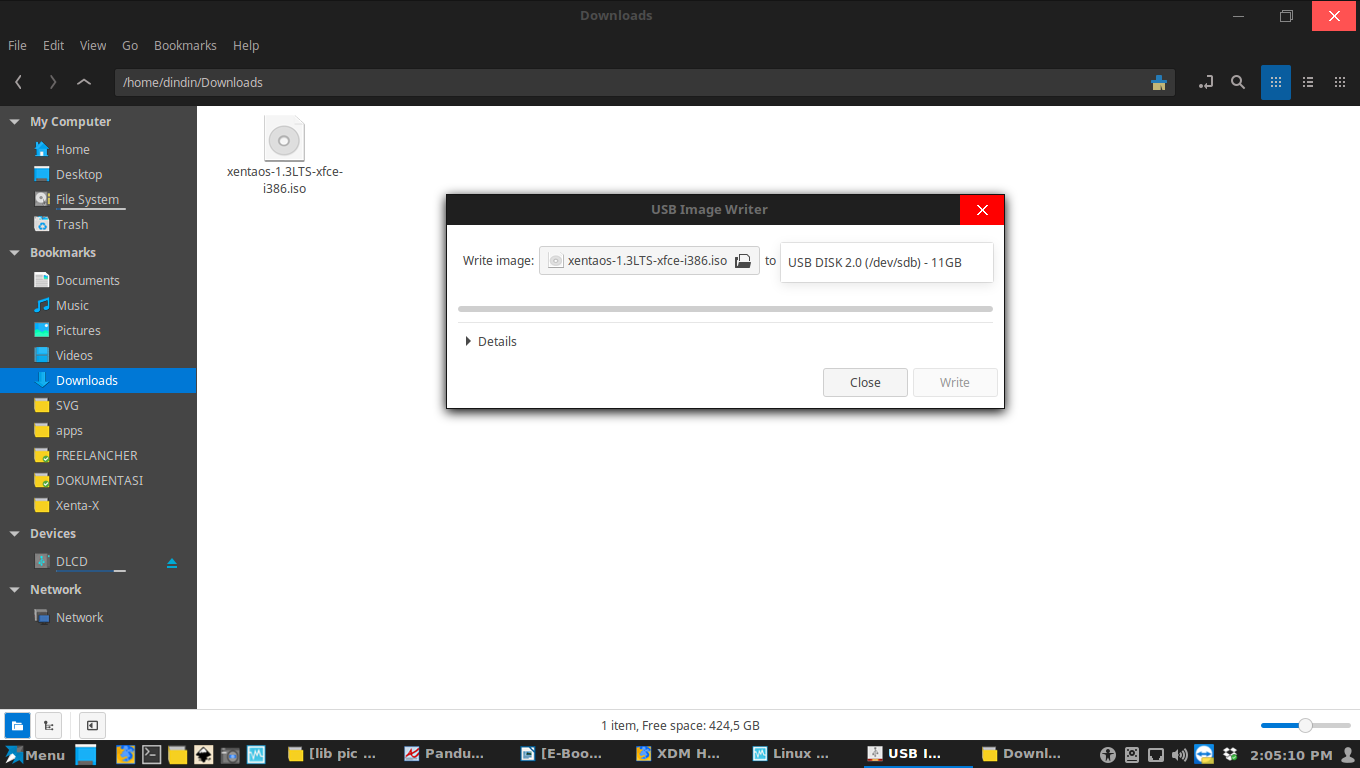 Downloads
File Edit View Go Bookmarks Help
/home/dindin/Downloads
My Computer
Home
Desktop
File System
Trash
Bookmarks
Documents
Music
Pictures
Videos
Downloads
SVG
apps
FREELANCHER
DOKUMENTASI
Xenta-X
Devices
DLCD
Network
Network
xentaos-1.3LTS-xfce-
i386.iso
USB Image Writer
Write image: xentaos-1.3LTS-xfce-i386.iso to USB DISK 2.0 (/dev/sdb) - 11GB
Details
Close Write
1 item, Free space: 424,5 GB
Menu [lib pic ... Pandu... [E-Boo... XDM H... Linux ... USB I... Downl... 2:05:10 PM